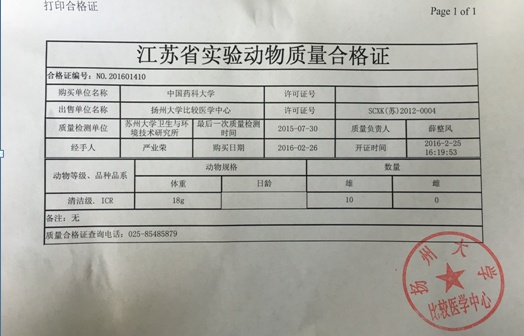 打印合格证
Page 1 of 1
江苏省实验动物质量合格证
合格证编号: NO. 201601410
购买单位名称 中国药科大学 许可证号
出售单位名称 扬州大学比较医学中心 许可证号 SCXK(苏)2012-0004
质量检测单位 苏州大学卫生与环境技术研究所 最后一次质量检测时间 2015-07-30 质量负责人 薛整风
经手人 严业荣 购买日期 2016-02-26 开证时间 2016-2-25 16:19:53
动物等级、品种品系 动物规格 数量
体重 日龄 雄 雌
清洁级, ICR 18g 10 0
备注: 无
质量合格证查询电话: 025-85485879
扬州大学
比较医学中心